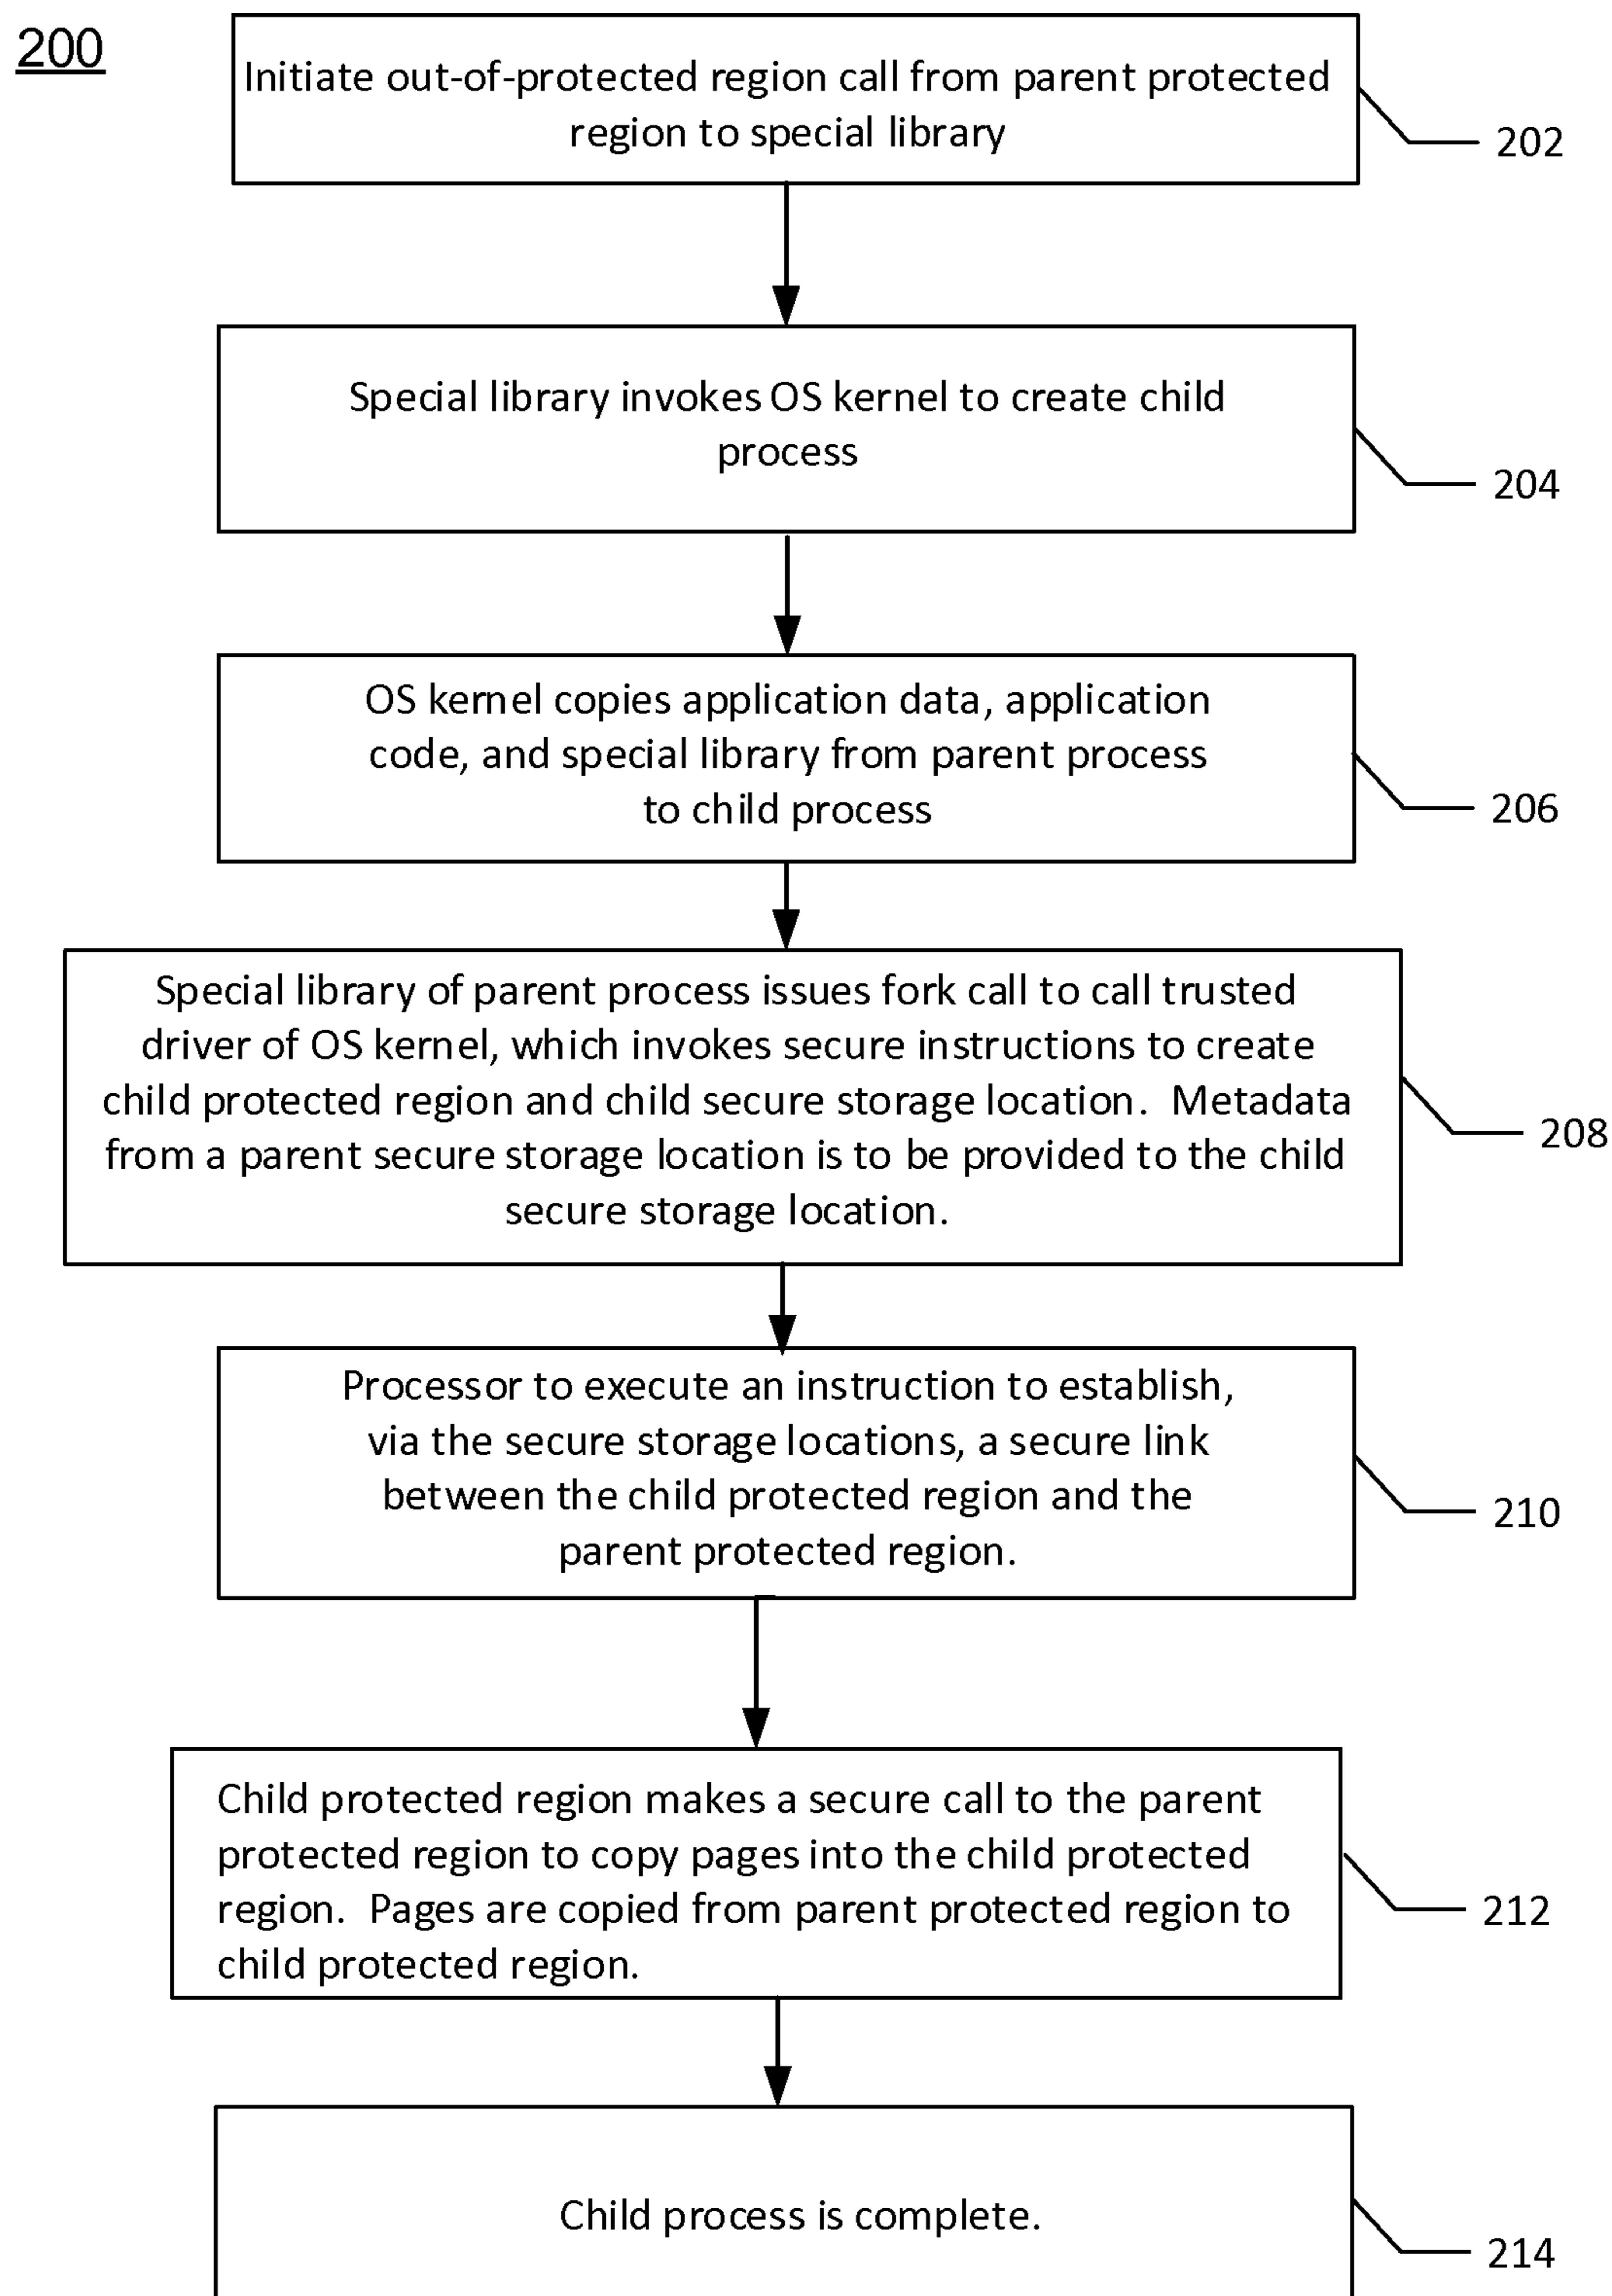 200
Initiate out-of-protected region call from parent protected
region to special library
202
Special library invokes OS kernel to create child
process
204
OS kernel copies application data, application
code, and special library from parent process
to child process
206
Special library of parent process issues fork call to call trusted
driver of OS kernel, which invokes secure instructions to create
child protected region and child secure storage location.  Metadata
from a parent secure storage location is to be provided to the child
secure storage location.
208
Processor to execute an instruction to establish,
via the secure storage locations, a secure link
between the child protected region and the
parent protected region.
210
Child protected region makes a secure call to the parent
protected region to copy pages into the child protected
region.  Pages are copied from parent protected region to
child protected region.
212
Child process is complete.
214